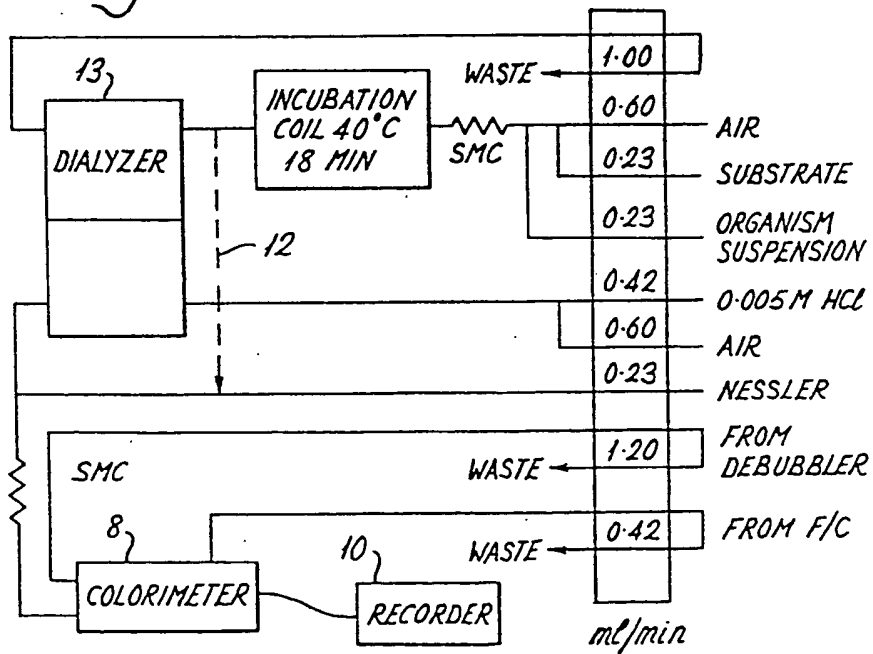 1·00
WASTE
13
INCUBATION
COIL 40°C
18 MIN
SMC
0·60
AIR
DIALYZER
0·23
SUBSTRATE
0·23
ORGANISM
SUSPENSION
12
0·42
0·005M HCl
0·60
AIR
0·23
NESSLER
SMC
1·20
FROM
DEBUBBLER
WASTE
8
10
0·42
FROM F/C
WASTE
COLORIMETER
RECORDER
ml/min